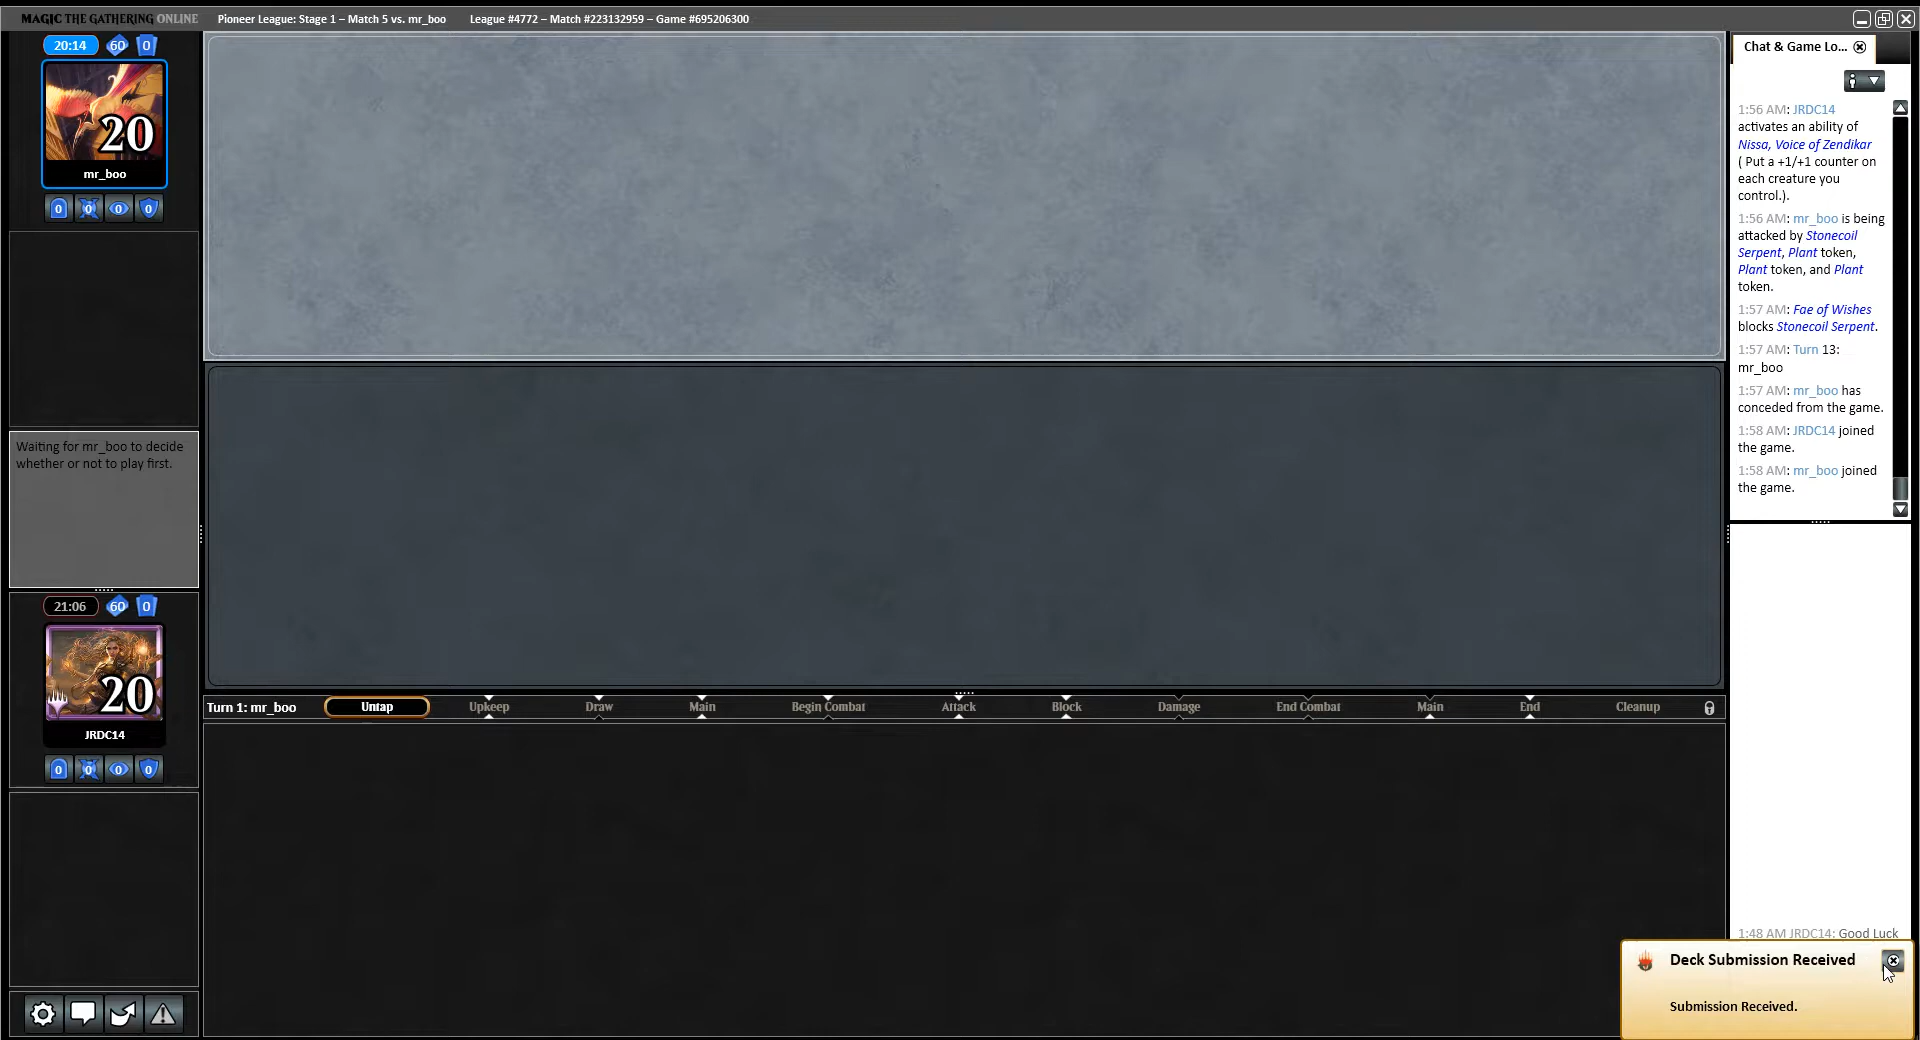 MAGIC THE GATHERING ONLINE Pioneer League: Stage 1 – Match 5 vs. mr_boo League #4772 – Match #223132959 – Game #695206300
20:14 60 0
20
mr_boo
0 0 0 0
Waiting for mr_boo to decide
whether or not to play first.
21:06 60 0
20
JRDC14
0 0 0 0
Turn 1: mr_boo Untap Upkeep Draw Main Begin Combat Attack Block Damage End Combat Main End Cleanup
Chat & Game Lo...
1:56 AM: JRDC14
activates an ability of
Nissa, Voice of Zendikar
( Put a +1/+1 counter on
each creature you
control.).
1:56 AM: mr_boo is being
attacked by Stonecoil
Serpent, Plant token,
Plant token, and Plant
token.
1:57 AM: Fae of Wishes
blocks Stonecoil Serpent.
1:57 AM: Turn 13:
mr_boo
1:57 AM: mr_boo has
conceded from the game.
1:58 AM: JRDC14 joined
the game.
1:58 AM: mr_boo joined
the game.
1:48 AM JRDC14: Good Luck
Deck Submission Received
Submission Received.